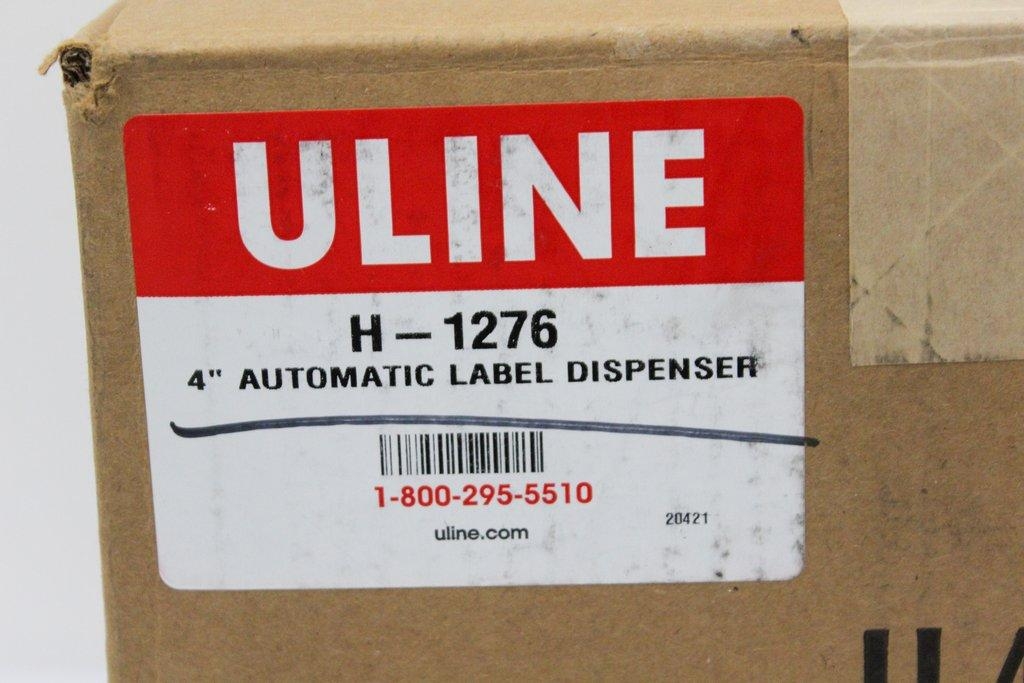 ULINE
H-1276
4" AUTOMATIC LABEL DISPENSER
1-800-295-5510
20421
uline.com